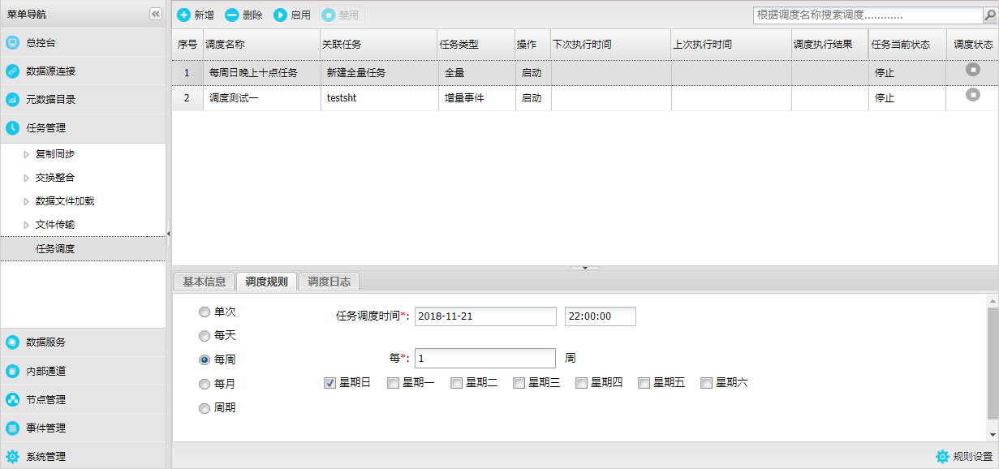 菜单导航
总控台
数据源连接
元数据目录
任务管理
复制同步
交换整合
数据文件加载
文件传输
任务调度
数据服务
内部通道
节点管理
事件管理
系统管理
新增 删除 启用 禁用 根据调度名称搜索调度............
序号 调度名称 关联任务 任务类型 操作 下次执行时间 上次执行时间 调度执行结果 任务当前状态 调度状态
1 每周日晚上十点任务 新建全量任务 全量 启动 停止
2 调度测试一 testsht 增量事件 启动 停止
基本信息 调度规则 调度日志
单次
每天
每周
每月
周期
任务调度时间*: 2018-11-21 22:00:00
每*: 1 周
星期日 星期一 星期二 星期三 星期四 星期五 星期六
规则设置